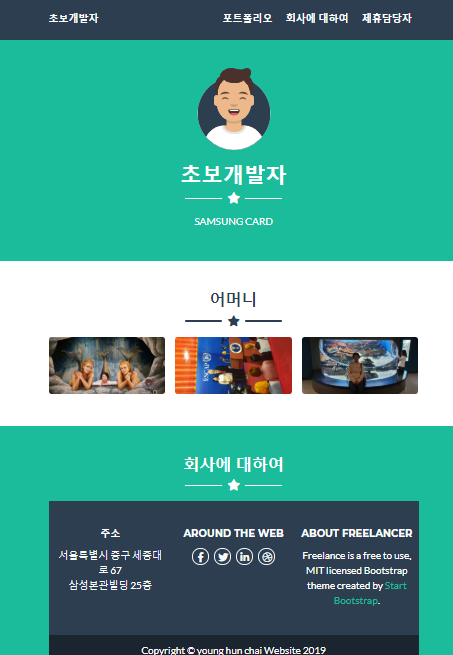 초보개발자 포트폴리오 회사에 대하여 제휴담당자
초보개발자
SAMSUNG CARD
어머니
회사에 대하여
주소
서울특별시 중구 세종대
로 67
삼성본관빌딩 25층
AROUND THE WEB
ABOUT FREELANCER
Freelance is a free to use,
MIT licensed Bootstrap
theme created by Start
Bootstrap.
Copyright © young hun chai Website 2019